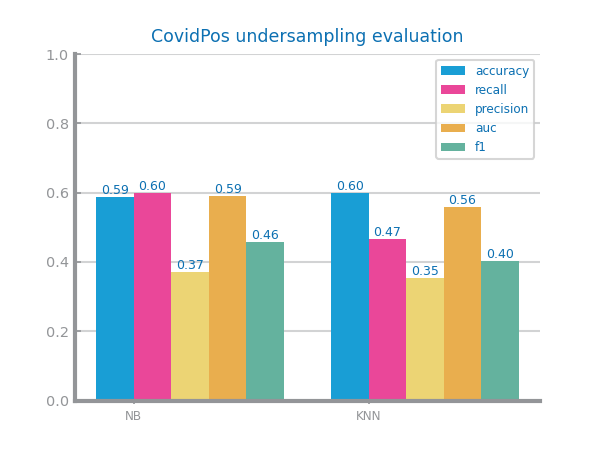 CovidPos undersampling evaluation
1.0
0.8
0.6
0.4
0.2
0.0
accuracy
recall
precision
auc
f1
0.59
0.60
0.37
0.59
0.46
0.60
0.47
0.35
0.56
0.40
NB
KNN